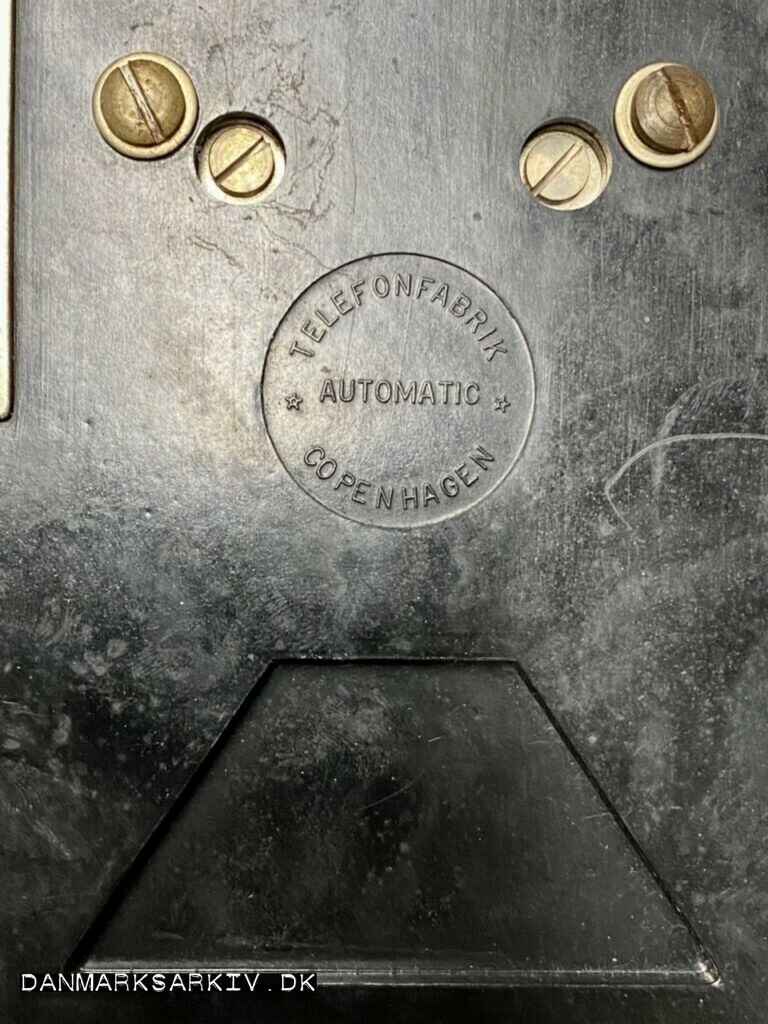 TELEFONFABRIK
☆ AUTOMATIC ☆
COPENHAGEN
DANMARKSARKIV.DK